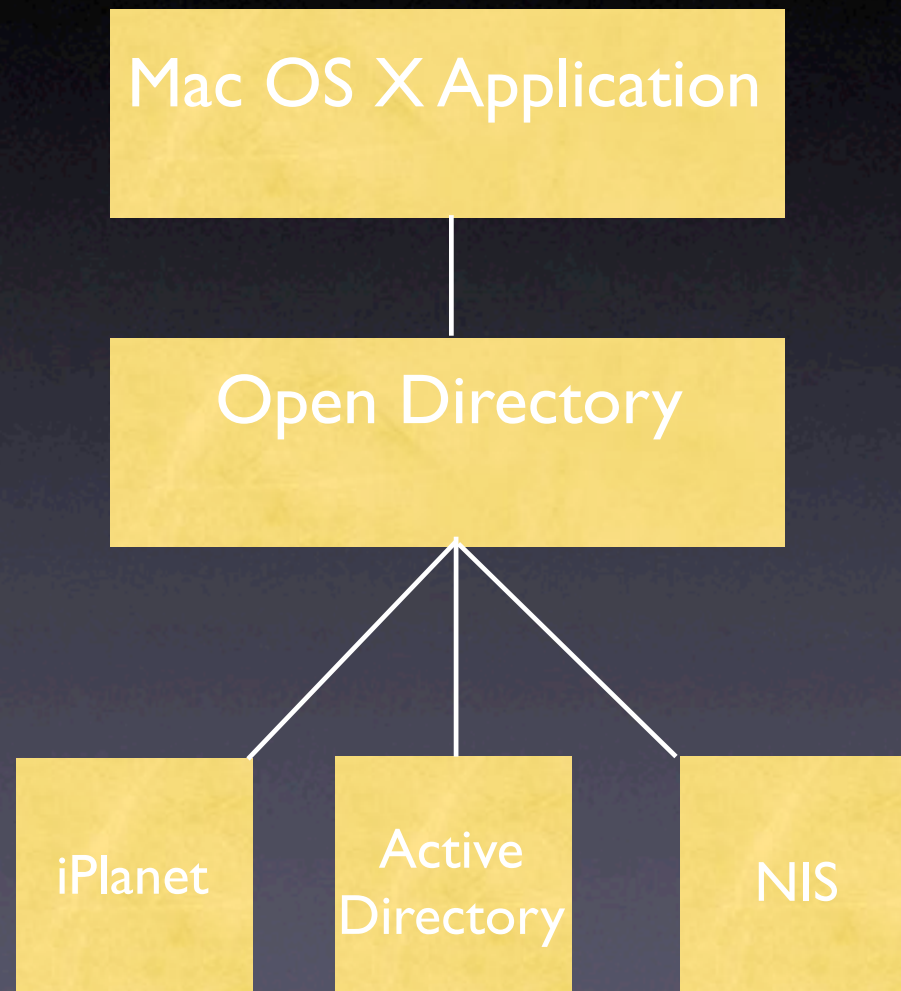 Mac OS X Application
Open Directory
iPlanet
Active
Directory
NIS